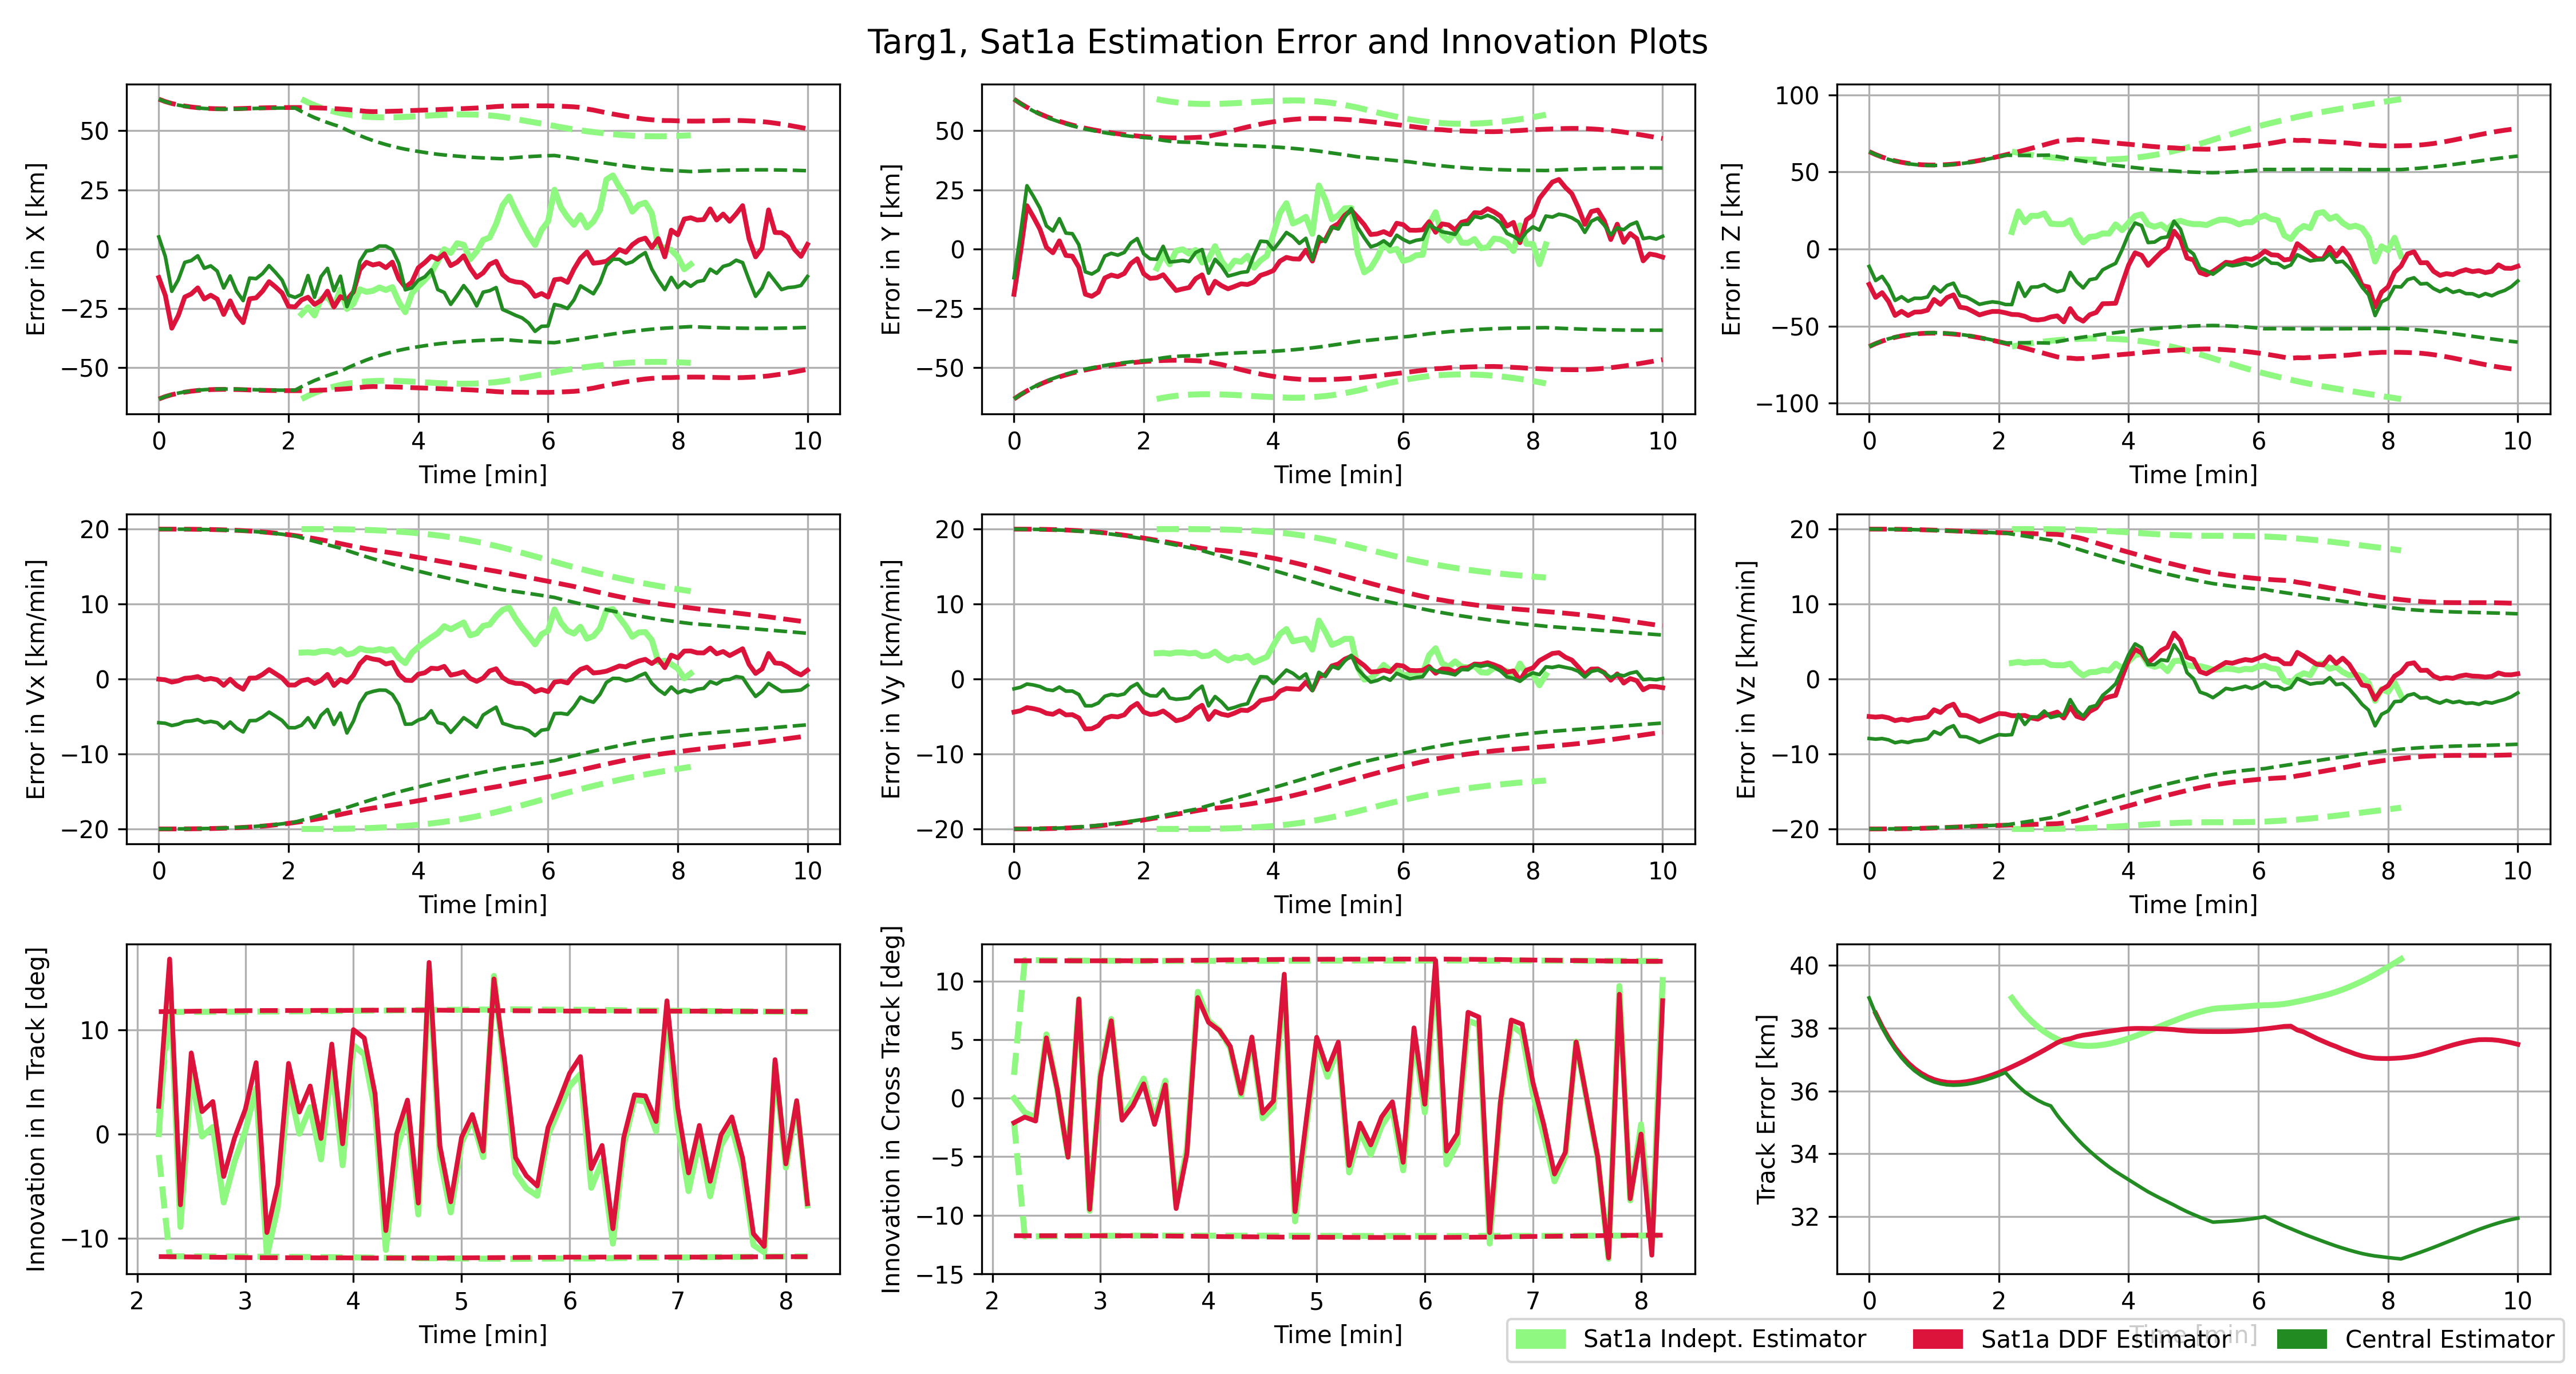 Targ1, Sat1a Estimation Error and Innovation Plots
Error in X [km]
50
25
0
−25
−50
0 2 4 6 8 10
Time [min]
Error in Y [km]
50
25
0
−25
−50
0 2 4 6 8 10
Time [min]
Error in Z [km]
100
50
0
−50
−100
0 2 4 6 8 10
Time [min]
Error in Vx [km/min]
20
10
0
−10
−20
0 2 4 6 8 10
Time [min]
Error in Vy [km/min]
20
10
0
−10
−20
0 2 4 6 8 10
Time [min]
Error in Vz [km/min]
20
10
0
−10
−20
0 2 4 6 8 10
Time [min]
Innovation in In Track [deg]
10
0
−10
2 3 4 5 6 7 8
Time [min]
Innovation in Cross Track [deg]
10
5
0
−5
−10
−15
2 3 4 5 6 7 8
Time [min]
Track Error [km]
40
38
36
34
32
0 2 4 6 8 10
Time [min]
Sat1a Indept. Estimator
Sat1a DDF Estimator
Central Estimator